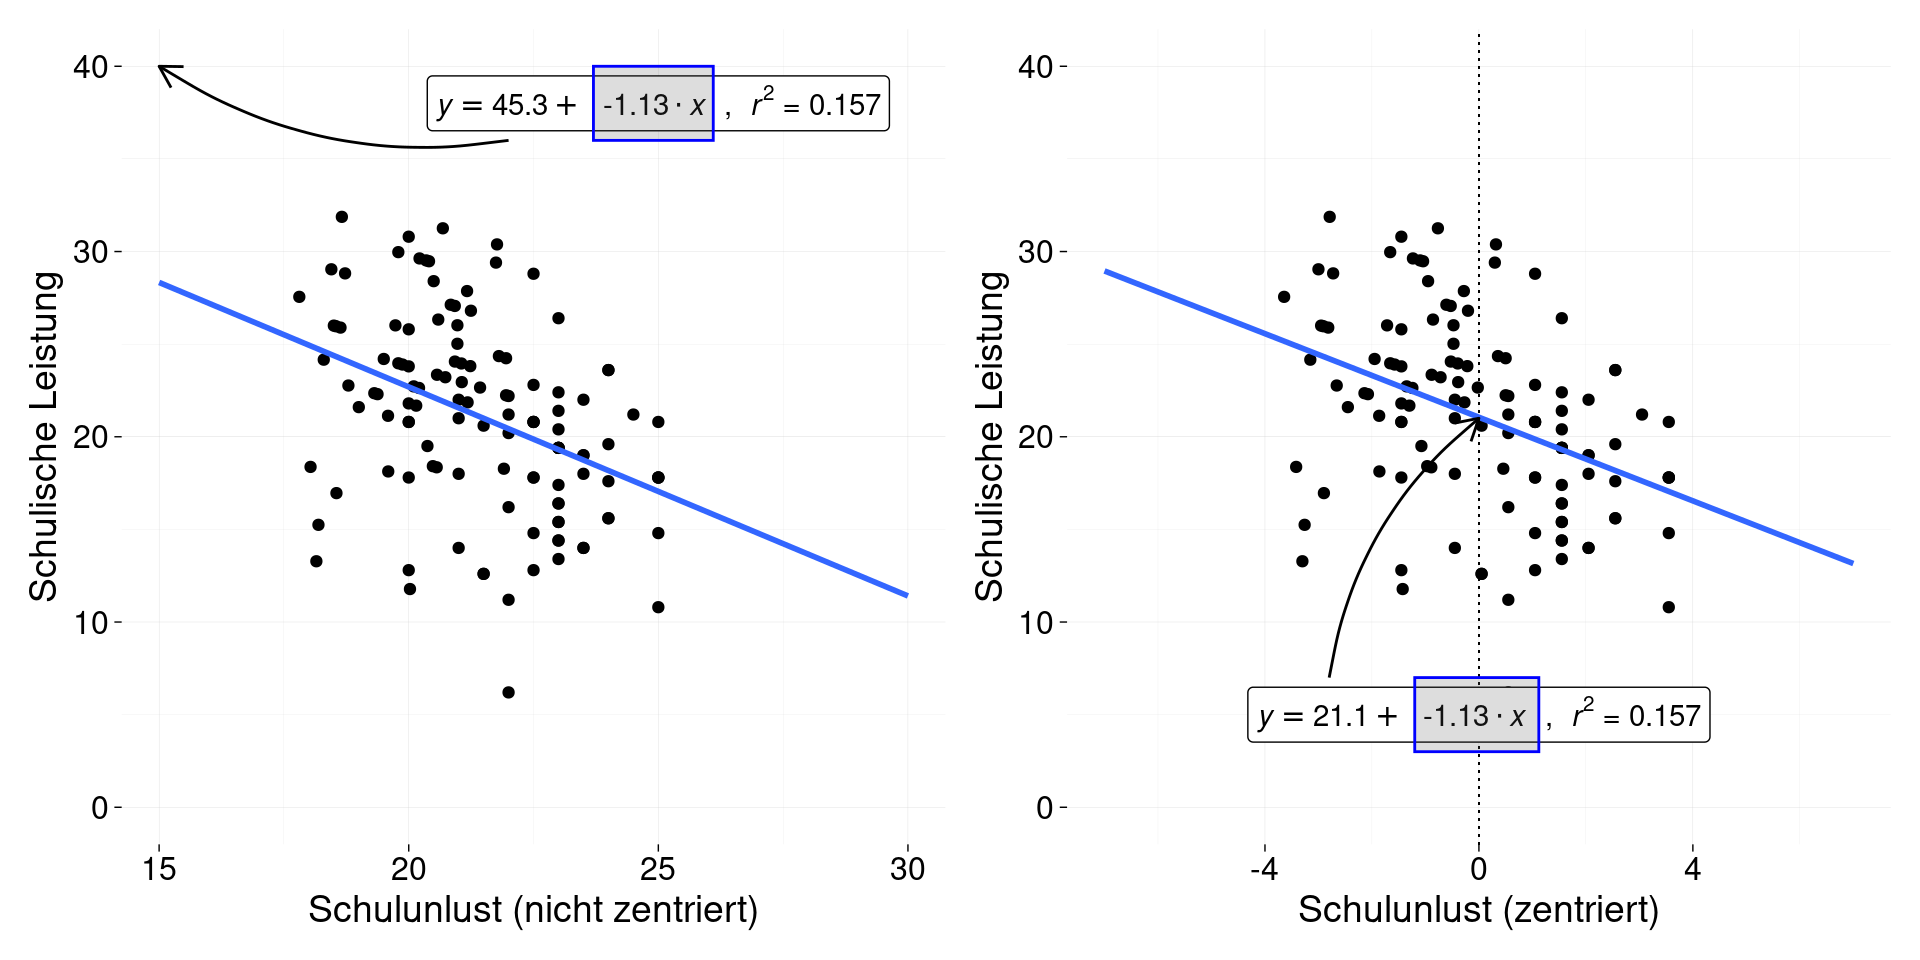 40
30
20
10
0
Schulische Leistung
y = 45.3 + -1.13 · x , r² = 0.157
15 20 25 30
Schulunlust (nicht zentriert)
40
30
20
10
0
Schulische Leistung
y = 21.1 + -1.13 · x , r² = 0.157
-4 0 4
Schulunlust (zentriert)